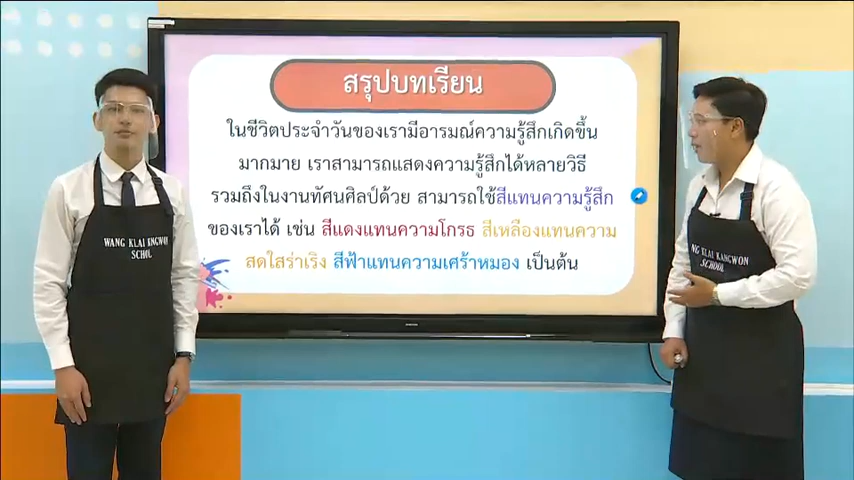 สรุปบทเรียน
ในชีวิตประจำวันของเรามีอารมณ์ความรู้สึกเกิดขึ้น
มากมาย เราสามารถแสดงความรู้สึกได้หลายวิธี
รวมถึงในงานทัศนศิลป์ด้วย สามารถใช้สีแทนความรู้สึก
ของเราได้ เช่น สีแดงแทนความโกรธ สีเหลืองแทนความ
สดใสร่าเริง สีฟ้าแทนความเศร้าหมอง เป็นต้น
WANG KLAI KANGWON
SCHOOL
WANG KLAI KANGWON
SCHOOL